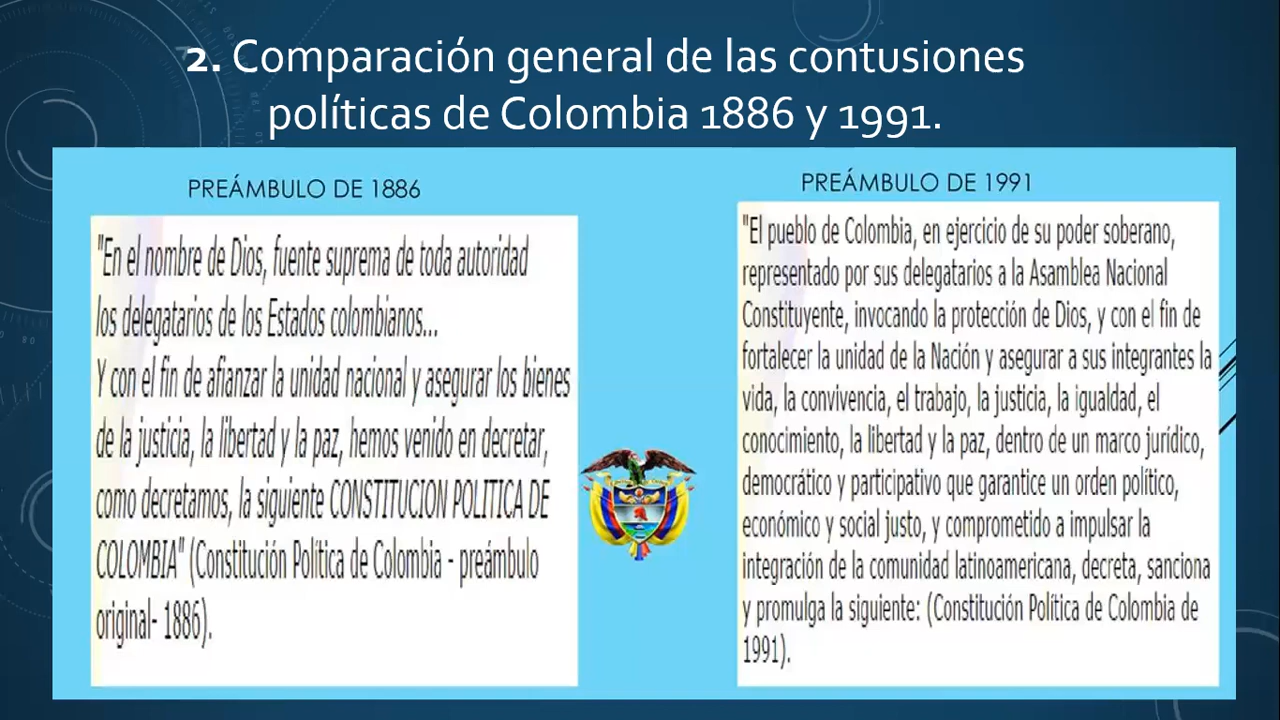 2. Comparación general de las contusiones
políticas de Colombia 1886 y 1991.
PREÁMBULO DE 1886
"En el nombre de Dios, fuente suprema de toda autoridad
los delegatarios de los Estados colombianos...
Y con el fin de afianzar la unidad nacional y asegurar los bienes
de la justicia, la libertad y la paz, hemos venido en decretar,
como decretamos, la siguiente CONSTITUCION POLITICA DE
COLOMBIA" (Constitución Política de Colombia - preámbulo
original- 1886).
PREÁMBULO DE 1991
"El pueblo de Colombia, en ejercicio de su poder soberano,
representado por sus delegatarios a la Asamblea Nacional
Constituyente, invocando la protección de Dios, y con el fin de
fortalecer la unidad de la Nación y asegurar a sus integrantes la
vida, la convivencia, el trabajo, la justicia, la igualdad, el
conocimiento, la libertad y la paz, dentro de un marco jurídico,
democrático y participativo que garantice un orden político,
económico y social justo, y comprometido a impulsar la
integración de la comunidad latinoamericana, decreta, sanciona
y promulga la siguiente: (Constitución Política de Colombia de
1991).